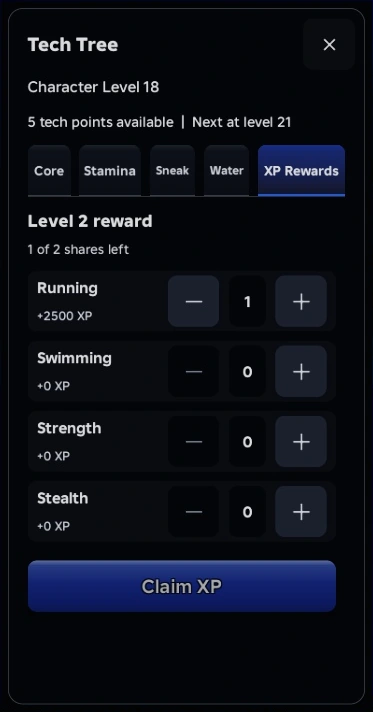 Tech Tree
Character Level 18
5 tech points available | Next at level 21
Core Stamina Sneak Water XP Rewards
Level 2 reward
1 of 2 shares left
Running
+2500 XP
− 1 +
Swimming
+0 XP
− 0 +
Strength
+0 XP
− 0 +
Stealth
+0 XP
− 0 +
Claim XP